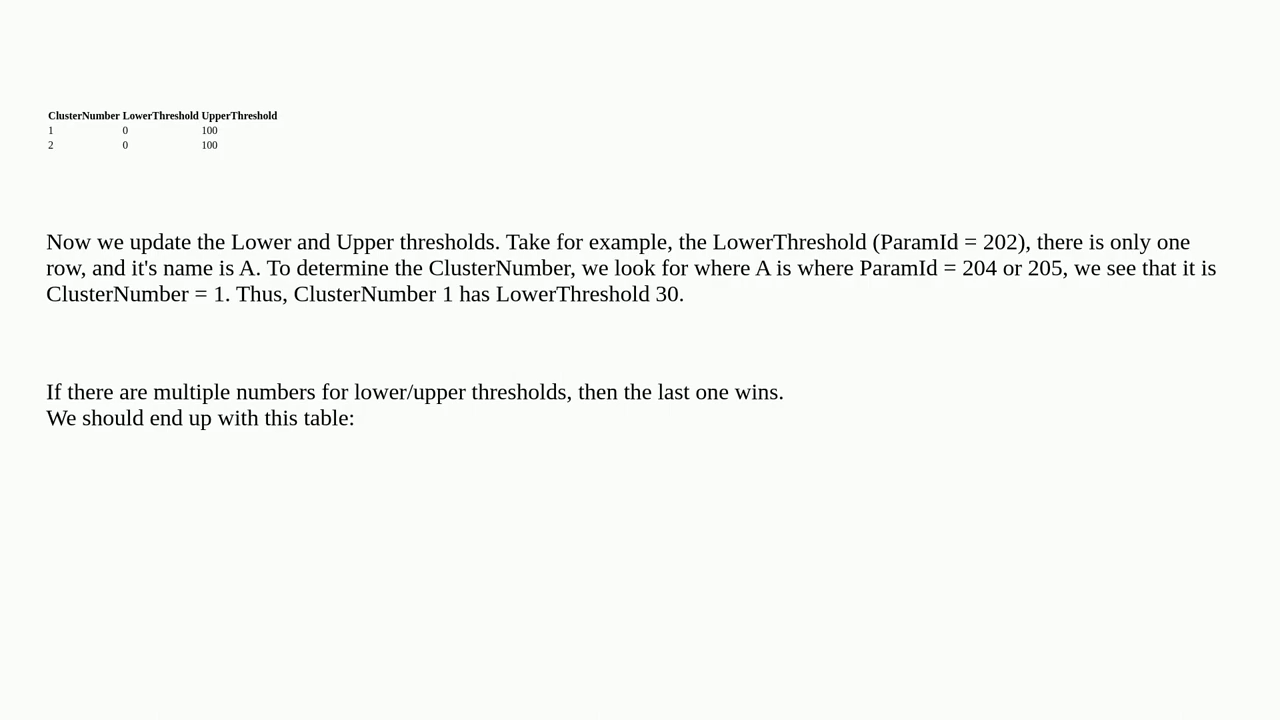 ClusterNumber LowerThreshold UpperThreshold
1 0 100
2 0 100
Now we update the Lower and Upper thresholds. Take for example, the LowerThreshold (ParamId = 202), there is only one
row, and it's name is A. To determine the ClusterNumber, we look for where A is where ParamId = 204 or 205, we see that it is
ClusterNumber = 1. Thus, ClusterNumber 1 has LowerThreshold 30.
If there are multiple numbers for lower/upper thresholds, then the last one wins.
We should end up with this table: